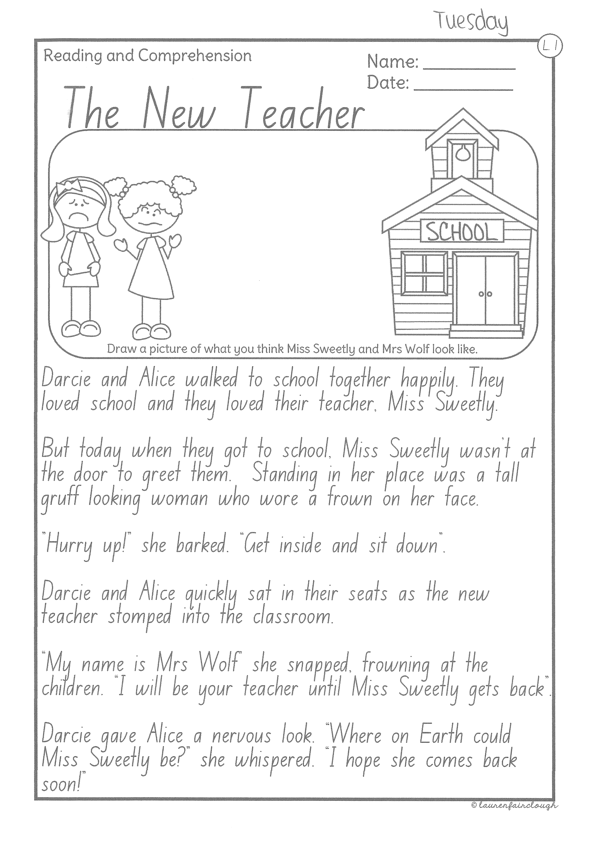 Tuesday
L1
Reading and Comprehension
Name: ___________
Date: ____________
The New Teacher
SCHOOL
Draw a picture of what you think Miss Sweetly and Mrs Wolf look like.
Darcie and Alice walked to school together happily. They
loved school and they loved their teacher, Miss Sweetly.
But today when they got to school, Miss Sweetly wasn't at
the door to greet them. Standing in her place was a tall
gruff looking woman who wore a frown on her face.
"Hurry up!" she barked. "Get inside and sit down".
Darcie and Alice quickly sat in their seats as the new
teacher stomped into the classroom.
"My name is Mrs Wolf" she snapped, frowning at the
children. "I will be your teacher until Miss Sweetly gets back".
Darcie gave Alice a nervous look. "Where on Earth could
Miss Sweetly be?" she whispered. "I hope she comes back
soon!"
©laurenfairclough